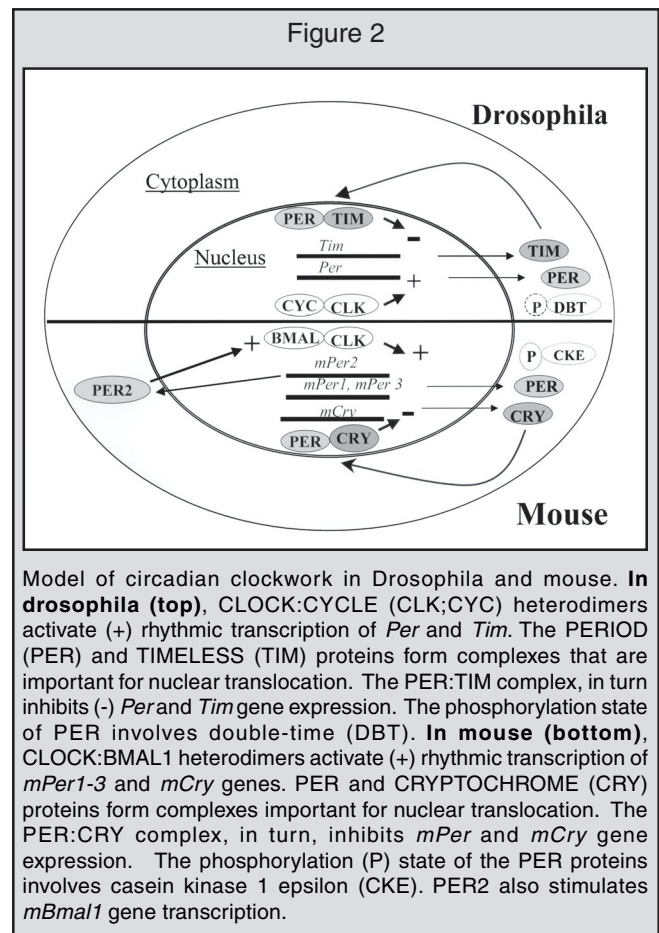 Figure 2
Drosophila
Cytoplasm
PER TIM
-
Nucleus
Tim
TIM
Per
+
PER
CYC CLK
P DBT
+ BMAL CLK
+
P CKE
mPer2
PER2
mPer1, mPer 3
PER
mCry
-
CRY
PER CRY
Mouse
Model of circadian clockwork in Drosophila and mouse. In
drosophila (top), CLOCK:CYCLE (CLK;CYC) heterodimers
activate (+) rhythmic transcription of Per and Tim. The PERIOD
(PER) and TIMELESS (TIM) proteins form complexes that are
important for nuclear translocation. The PER:TIM complex, in turn
inhibits (-) Per and Tim gene expression. The phosphorylation state
of PER involves double-time (DBT). In mouse (bottom),
CLOCK:BMAL1 heterodimers activate (+) rhythmic transcription of
mPer1-3 and mCry genes. PER and CRYPTOCHROME (CRY)
proteins form complexes important for nuclear translocation. The
PER:CRY complex, in turn, inhibits mPer and mCry gene
expression. The phosphorylation (P) state of the PER proteins
involves casein kinase 1 epsilon (CKE). PER2 also stimulates
mBmal1 gene transcription.